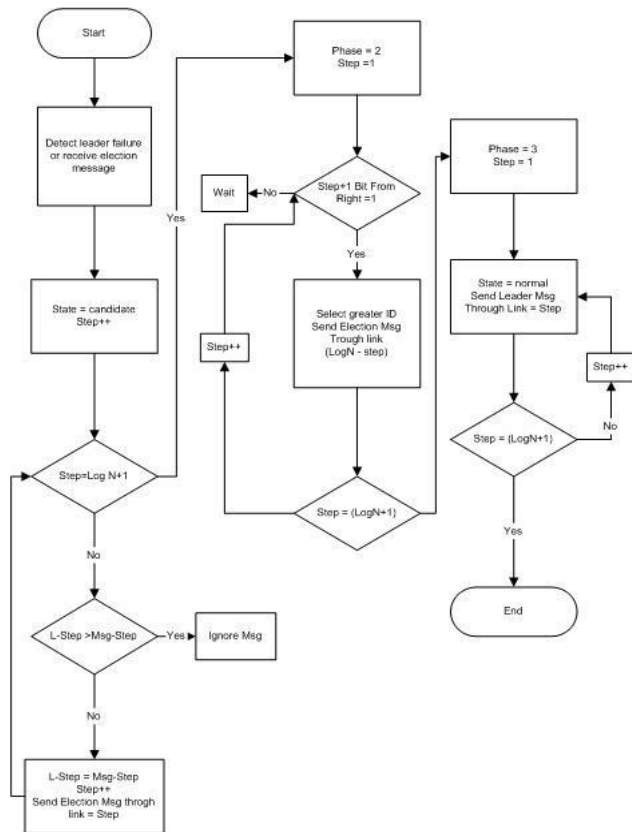 Start
Detect leader failure
or receive election
message
State = candidate
Step++
Step=Log N+1
Yes
No
L-Step >Msg-Step
Yes
Ignore Msg
No
L-Step = Msg-Step
Step++
Send Election Msg throgh
link = Step
Phase = 2
Step =1
Step+1 Bit From
Right =1
No
Wait
Yes
Select greater ID
Send Election Msg
Trough link
(LogN - step)
Step++
Step = (LogN+1)
Phase = 3
Step = 1
State = normal
Send Leader Msg
Through Link = Step
Step++
No
Step = (LogN+1)
Yes
End